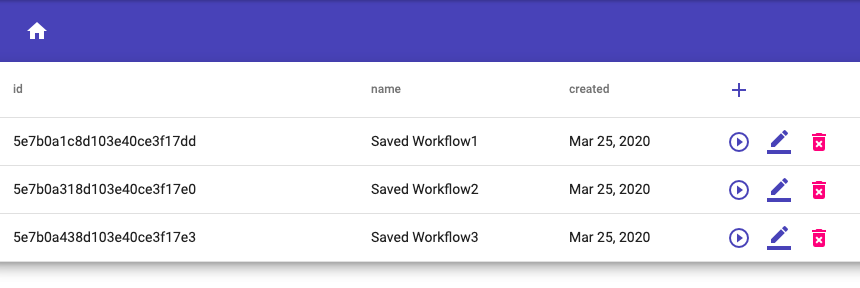 id name created
5e7b0a1c8d103e40ce3f17dd Saved Workflow1 Mar 25, 2020
5e7b0a318d103e40ce3f17e0 Saved Workflow2 Mar 25, 2020
5e7b0a438d103e40ce3f17e3 Saved Workflow3 Mar 25, 2020